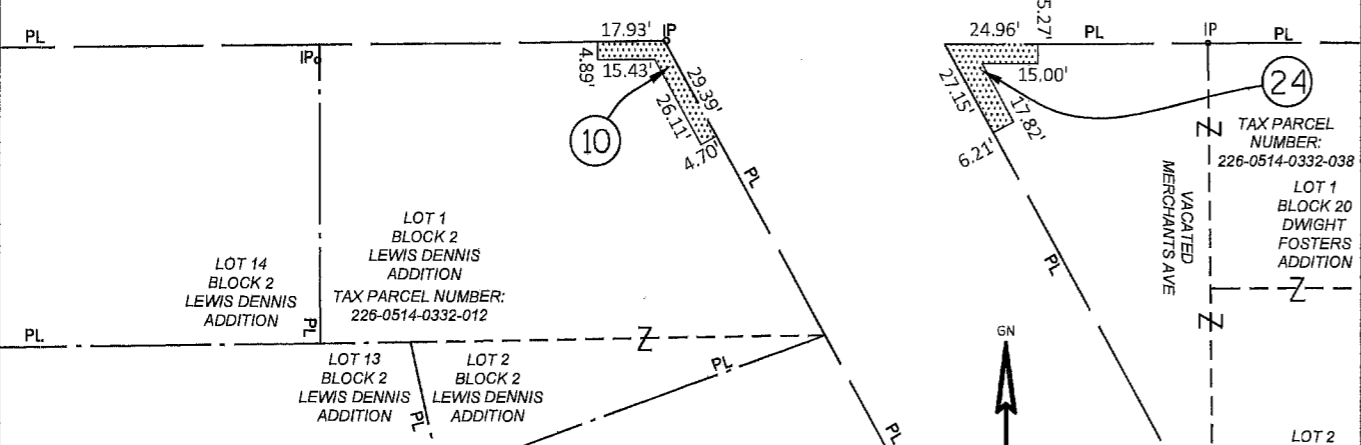 PL
17.93'
IP
24.96'
5.27'
PL
IP
PL
IP
4.89'
15.43'
29.39'
27.15'
15.00'
10
26.11'
17.82'
24
4.70'
6.21'
Z
TAX PARCEL
NUMBER:
226-0514-0332-038
PL
VACATED
MERCHANTS AVE
LOT 1
BLOCK 20
DWIGHT
FOSTERS
ADDITION
LOT 1
BLOCK 2
LEWIS DENNIS
ADDITION
TAX PARCEL NUMBER:
226-0514-0332-012
LOT 14
BLOCK 2
LEWIS DENNIS
ADDITION
PL
PL
Z
Z
PL
Z
GN
LOT 13
BLOCK 2
LEWIS DENNIS
ADDITION
LOT 2
BLOCK 2
LEWIS DENNIS
ADDITION
PL
PL
PL
LOT 2